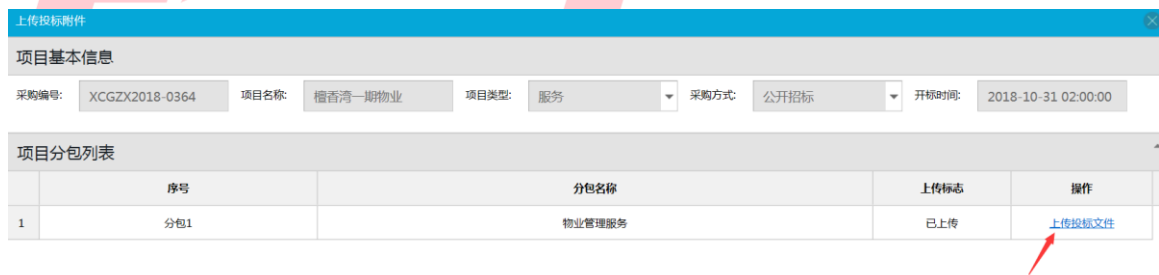 上传投标附件
项目基本信息
采购编号: XCGZX2018-0364 项目名称: 檀香湾一期物业 项目类型: 服务 采购方式: 公开招标 开标时间: 2018-10-31 02:00:00
项目分包列表
序号 分包名称 上传标志 操作
1 分包1 物业管理服务 已上传 上传投标文件